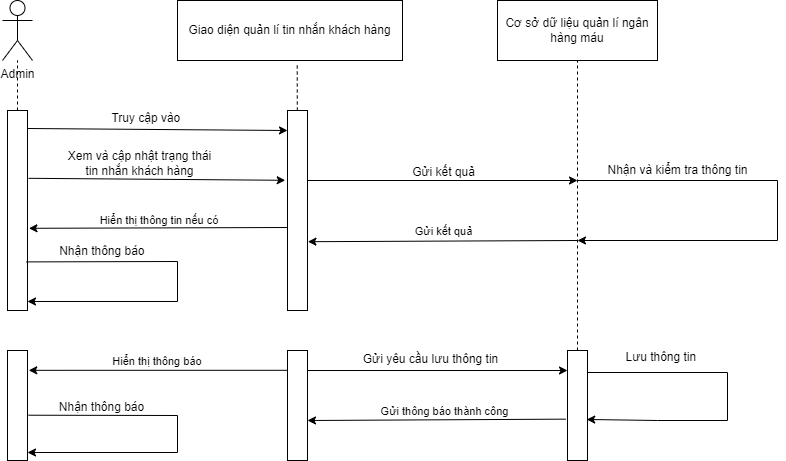 Giao diện quản lí tin nhắn khách hàng
Cơ sở dữ liệu quản lí ngân
hàng máu
Admin
Truy cập vào
Xem và cập nhật trạng thái
tin nhắn khách hàng
Gửi kết quả
Nhận và kiểm tra thông tin
Hiển thị thông tin nếu có
Gửi kết quả
Nhận thông báo
Hiển thị thông báo
Gửi yêu cầu lưu thông tin
Lưu thông tin
Nhận thông báo
Gửi thông báo thành công